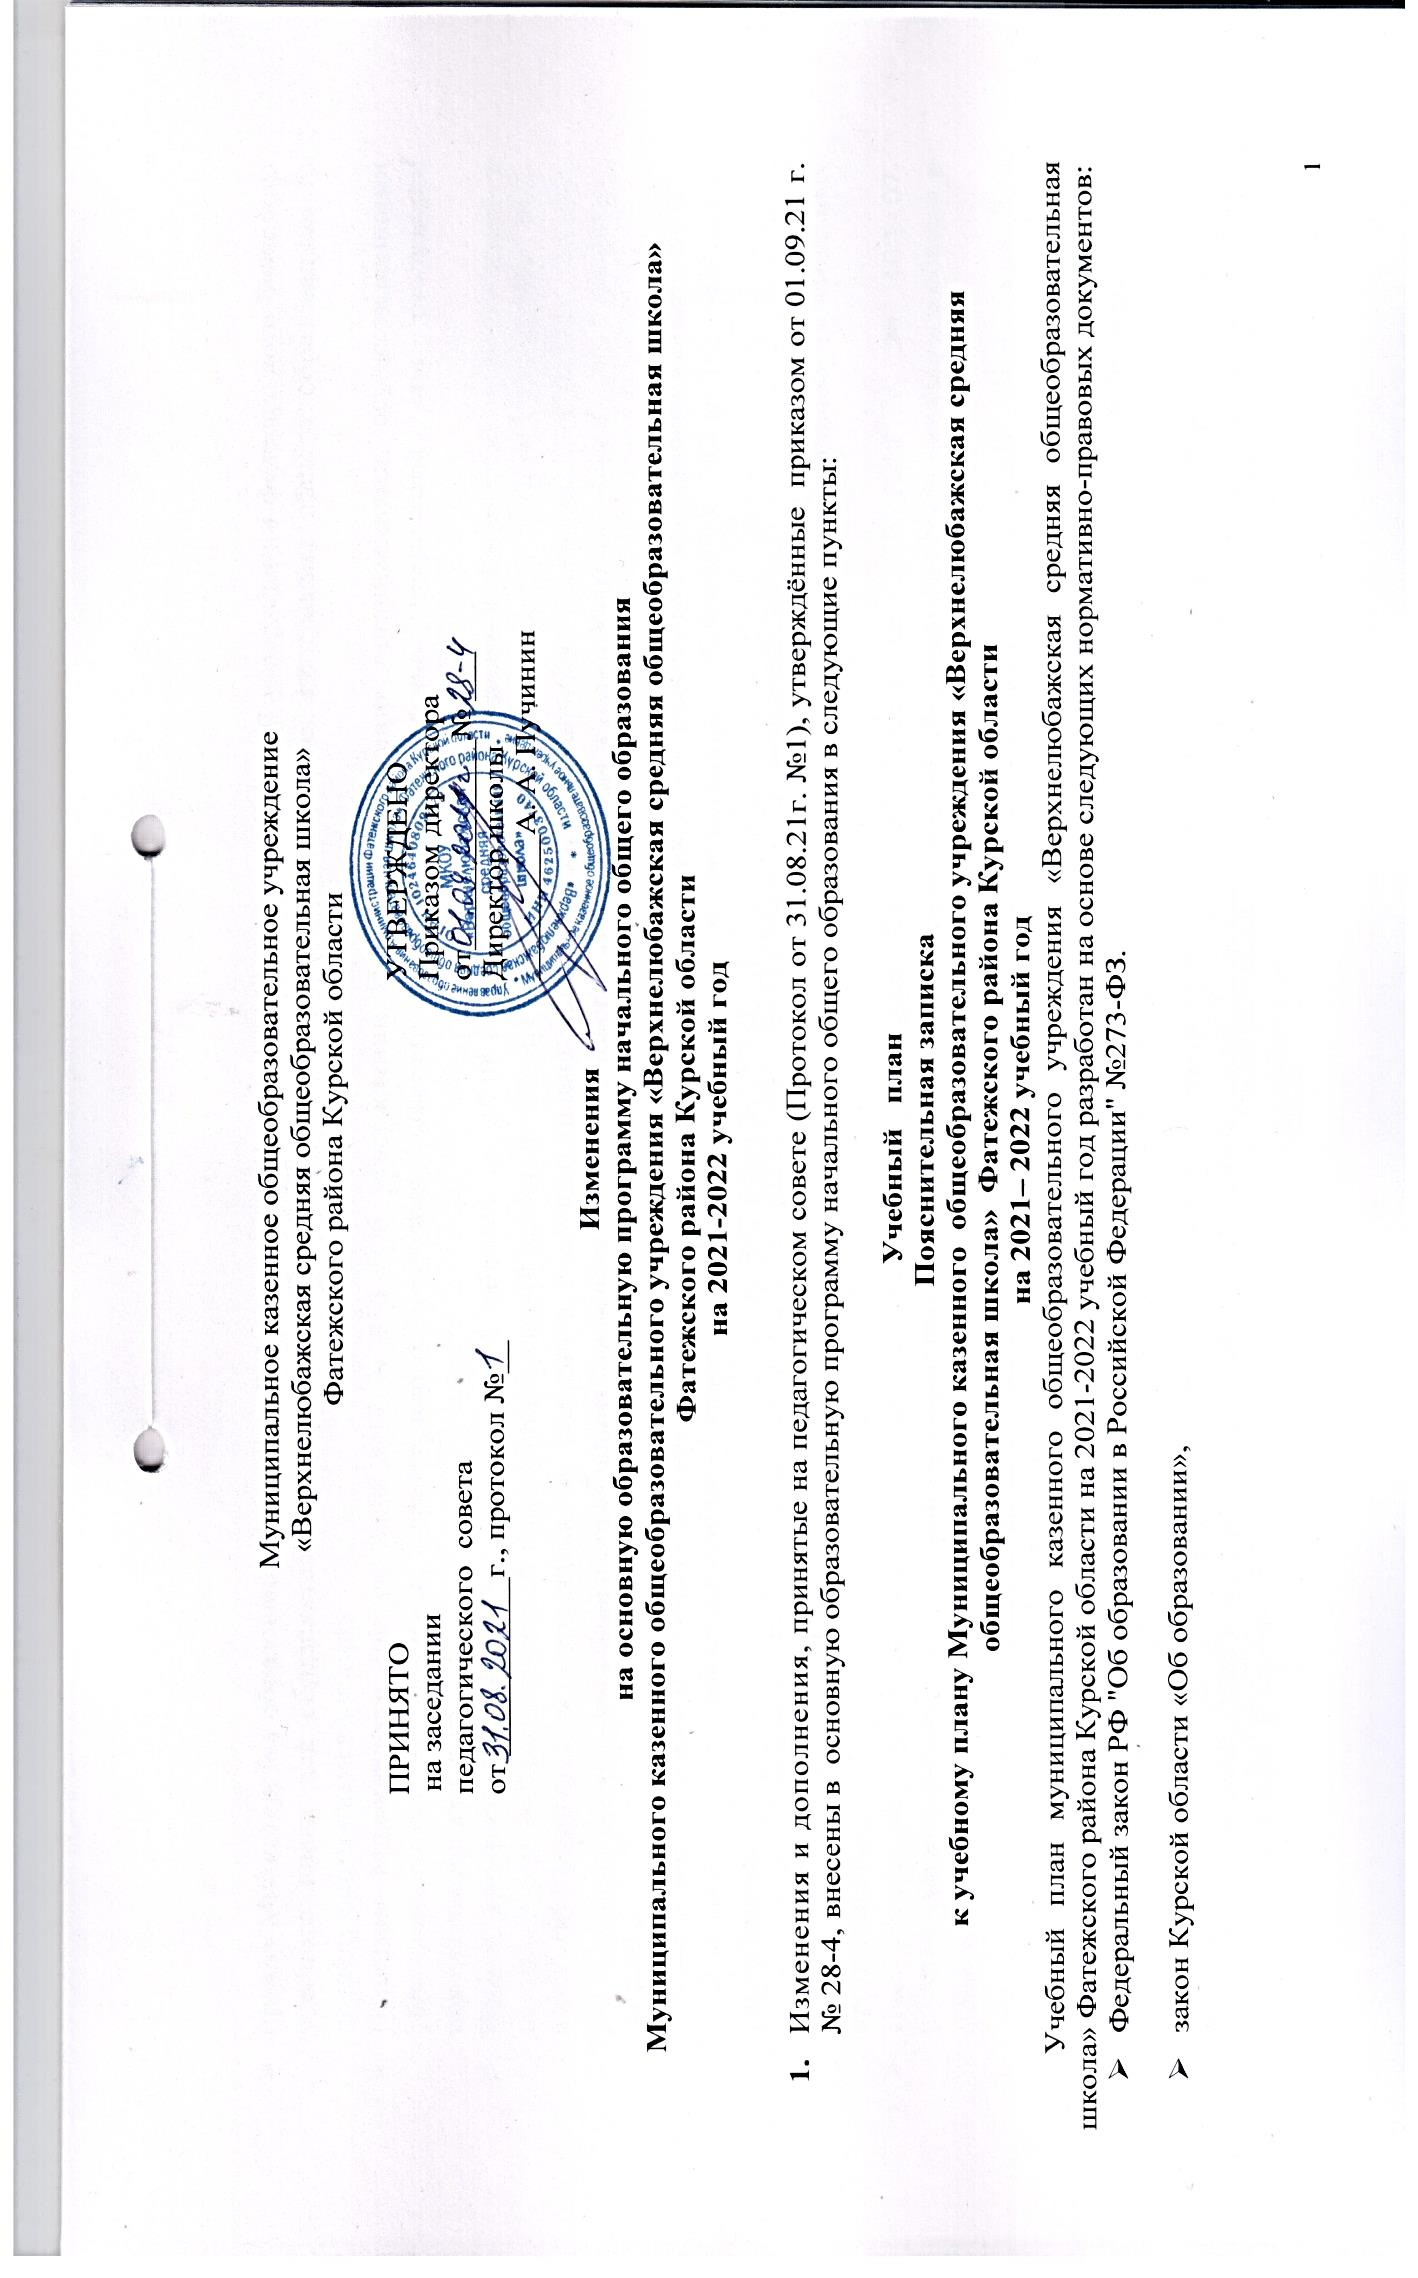 Муниципальное казенное общеобразовательное учреждение
«Верхнелюбажская средняя общеобразовательная школа»
Фатежского района Курской области
ПРИНЯТО
на заседании
педагогического совета
от 31.08.2021 г., протокол № 1
УТВЕРЖДЕНО
Приказом директора
от 01.09.2021г. № 28-4
Директор школы
А. А. Пучинин
МКОУ
средняя
школа»
Изменения
на основную образовательную программу начального общего образования
Муниципального казенного общеобразовательного учреждения «Верхнелюбажская средняя общеобразовательная школа»
Фатежского района Курской области
на 2021-2022 учебный год
1. Изменения и дополнения, принятые на педагогическом совете (Протокол от 31.08.21г. №1), утверждённые приказом от 01.09.21 г.
№ 28-4, внесены в основную образовательную программу начального общего образования в следующие пункты:
Учебный план
Пояснительная записка
к учебному плану Муниципального казенного общеобразовательного учреждения «Верхнелюбажская средняя
общеобразовательная школа» Фатежского района Курской области
на 2021– 2022 учебный год
Учебный план муниципального казенного общеобразовательного учреждения «Верхнелюбажская средняя общеобразовательная
школа» Фатежского района Курской области на 2021-2022 учебный год разработан на основе следующих нормативно-правовых документов:
➢ Федеральный закон РФ "Об образовании в Российской Федерации" №273-ФЗ.
➢ закон Курской области «Об образовании»,
1